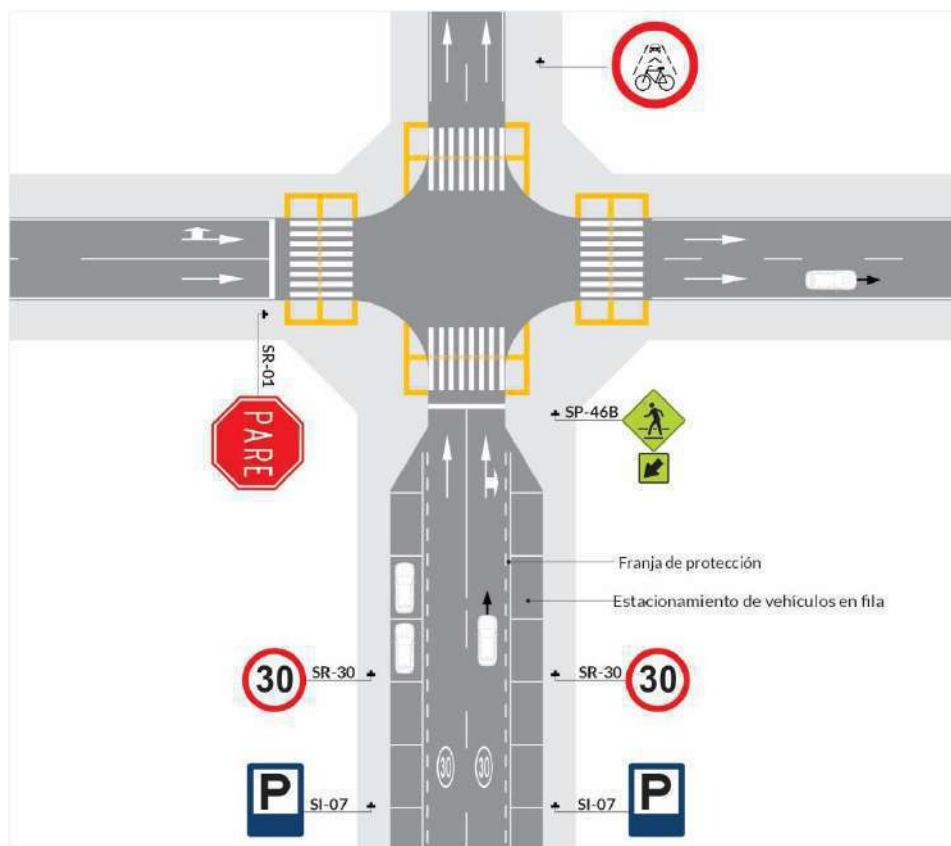 SR-01
PARE
SP-46B
Franja de protección
Estacionamiento de vehículos en fila
30
SR-30
SR-30
30
30
30
P
SI-07
SI-07
P